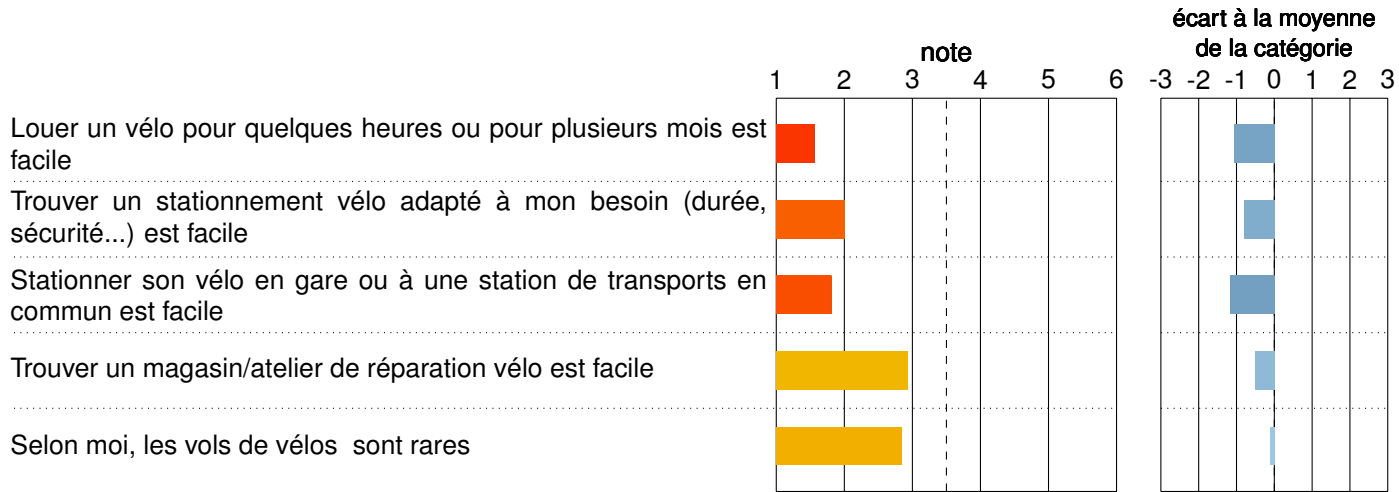 écart à la moyenne
de la catégorie
note
1 2 3 4 5 6 -3 -2 -1 0 1 2 3
Louer un vélo pour quelques heures ou pour plusieurs mois est
facile
Trouver un stationnement vélo adapté à mon besoin (durée,
sécurité...) est facile
Stationner son vélo en gare ou à une station de transports en
commun est facile
Trouver un magasin/atelier de réparation vélo est facile
Selon moi, les vols de vélos sont rares